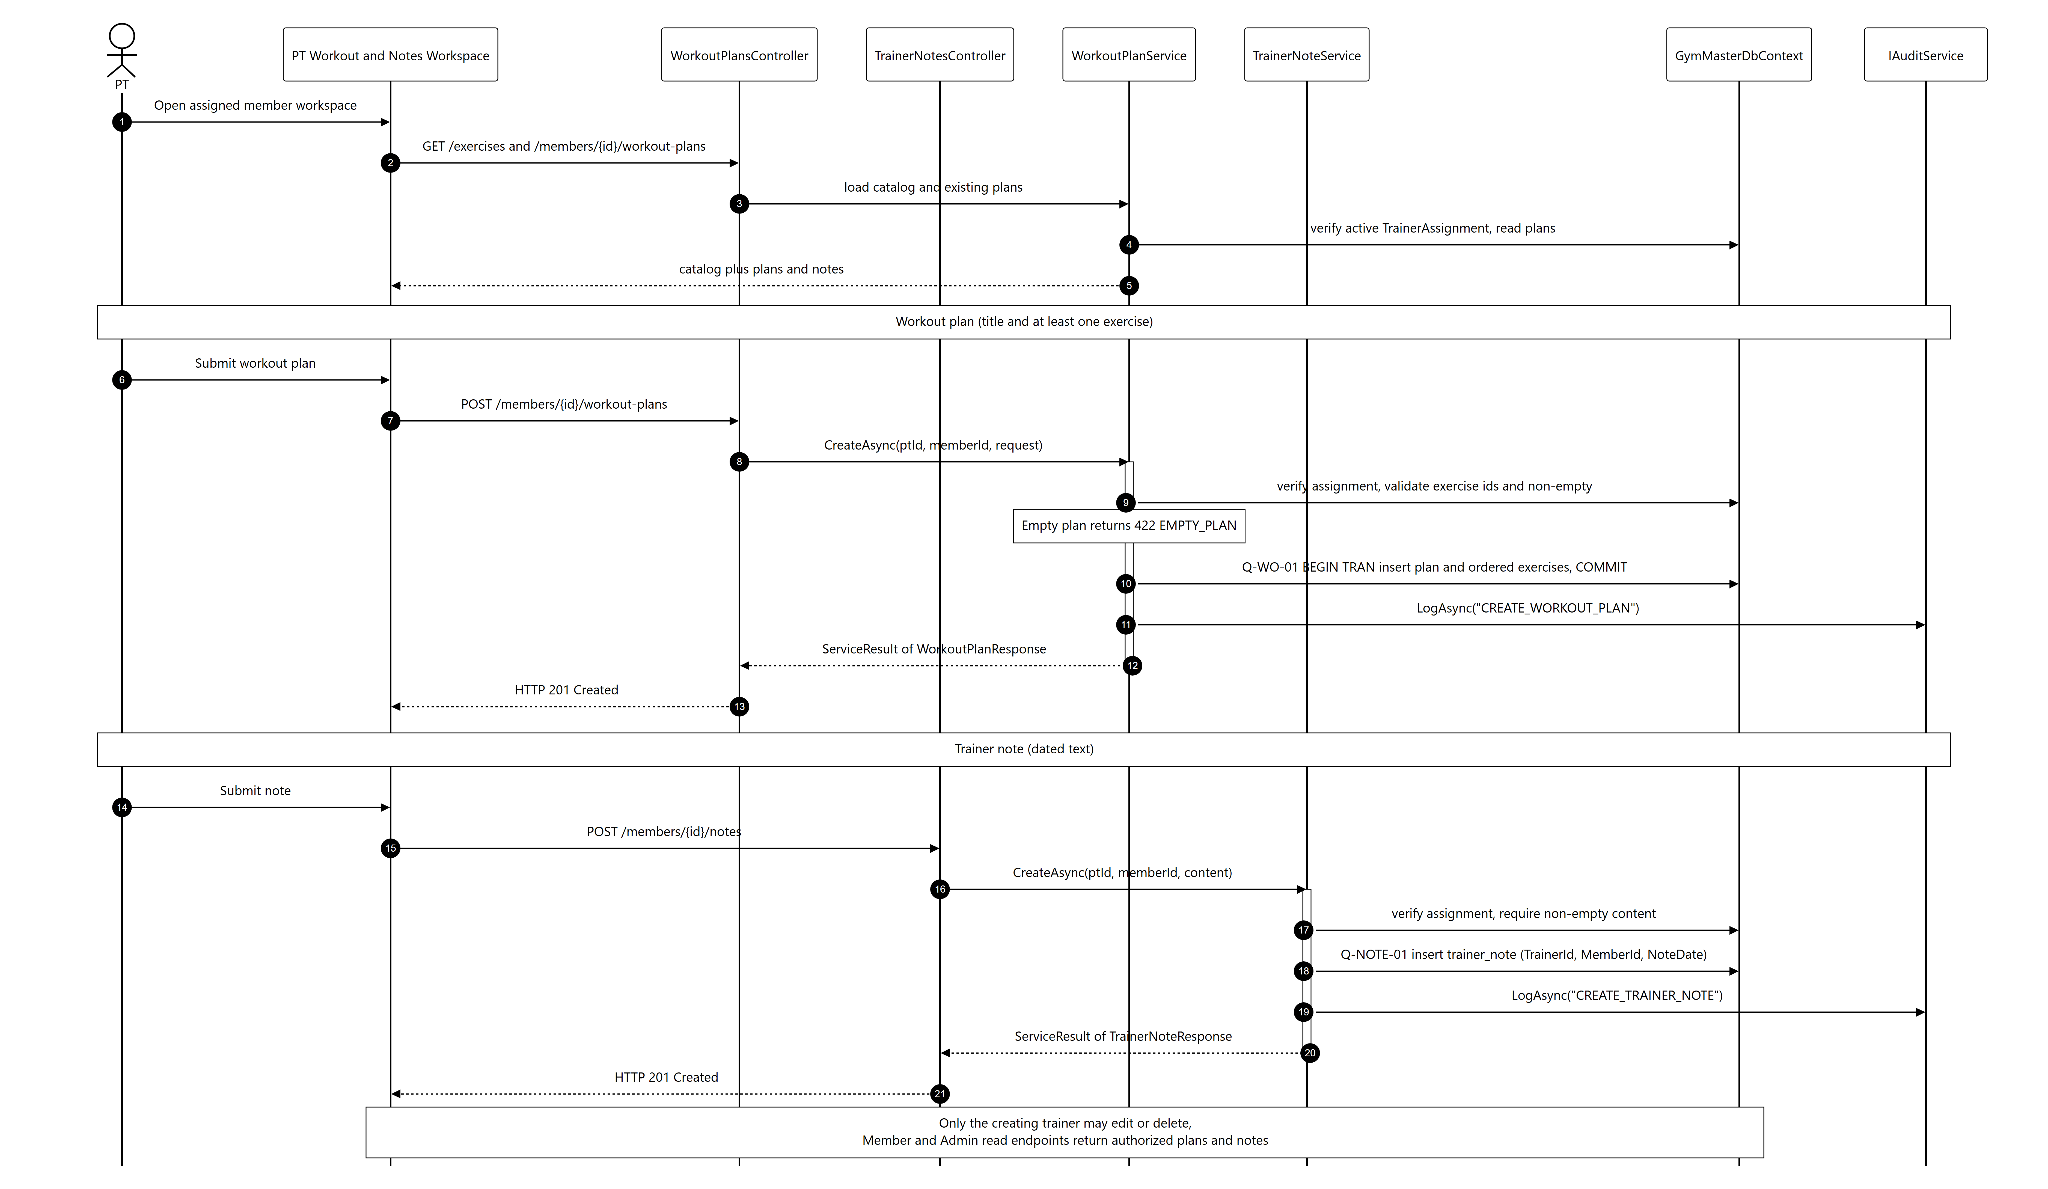 PT
PT Workout and Notes Workspace
WorkoutPlansController
TrainerNotesController
WorkoutPlanService
TrainerNoteService
GymMasterDbContext
IAuditService
Open assigned member workspace
1
GET /exercises and /members/{id}/workout-plans
2
load catalog and existing plans
3
verify active TrainerAssignment, read plans
4
catalog plus plans and notes
5
Workout plan (title and at least one exercise)
Submit workout plan
6
POST /members/{id}/workout-plans
7
CreateAsync(ptId, memberId, request)
8
verify assignment, validate exercise ids and non-empty
9
Empty plan returns 422 EMPTY_PLAN
Q-WO-01 BEGIN TRAN insert plan and ordered exercises, COMMIT
10
LogAsync("CREATE_WORKOUT_PLAN")
11
ServiceResult of WorkoutPlanResponse
12
HTTP 201 Created
13
Trainer note (dated text)
Submit note
14
POST /members/{id}/notes
15
CreateAsync(ptId, memberId, content)
16
verify assignment, require non-empty content
17
Q-NOTE-01 insert trainer_note (TrainerId, MemberId, NoteDate)
18
LogAsync("CREATE_TRAINER_NOTE")
19
ServiceResult of TrainerNoteResponse
20
HTTP 201 Created
21
Only the creating trainer may edit or delete,
Member and Admin read endpoints return authorized plans and notes